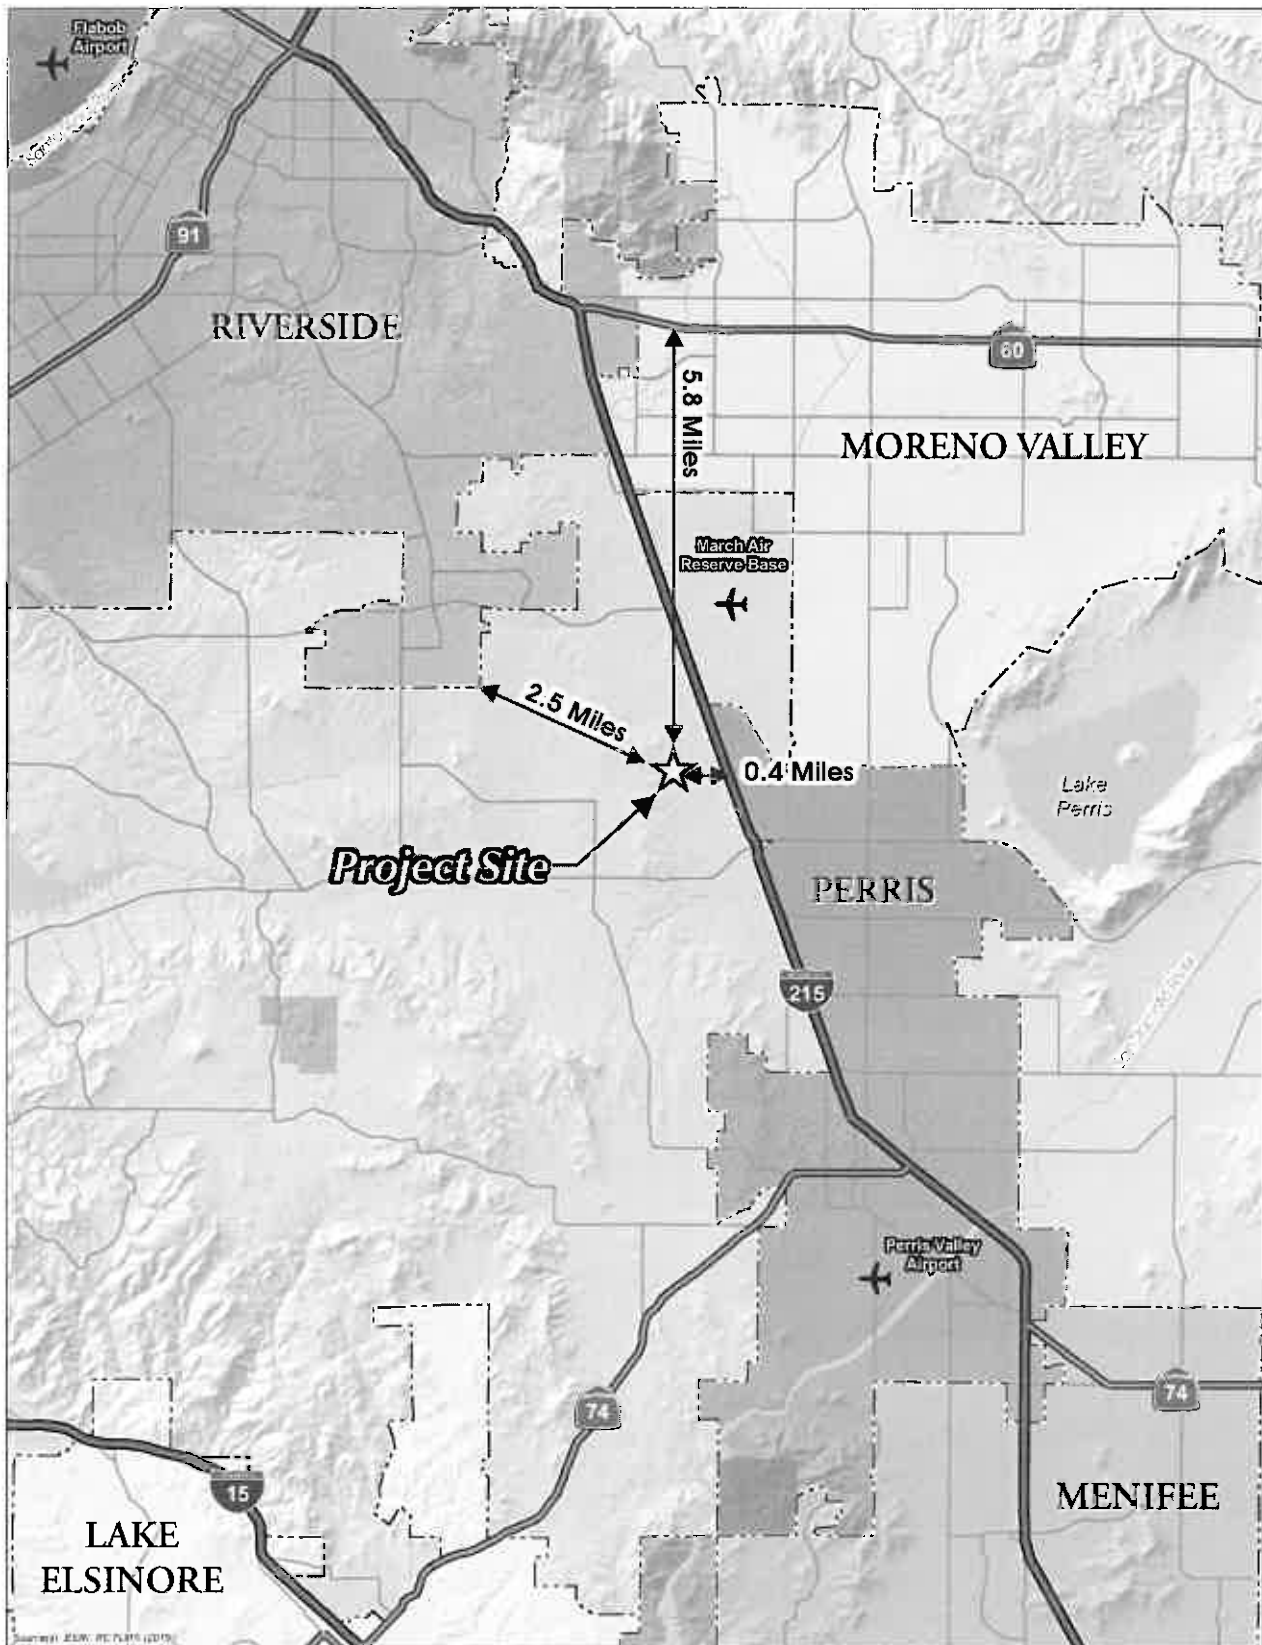 Flabob
Airport
91
RIVERSIDE
60
5.8 Miles
MORENO VALLEY
March Air
Reserve Base
2.5 Miles
0.4 Miles
Lake
Perris
Project Site
PERRIS
215
Perris Valley
Airport
74
74
15
MENIFEE
LAKE
ELSINORE